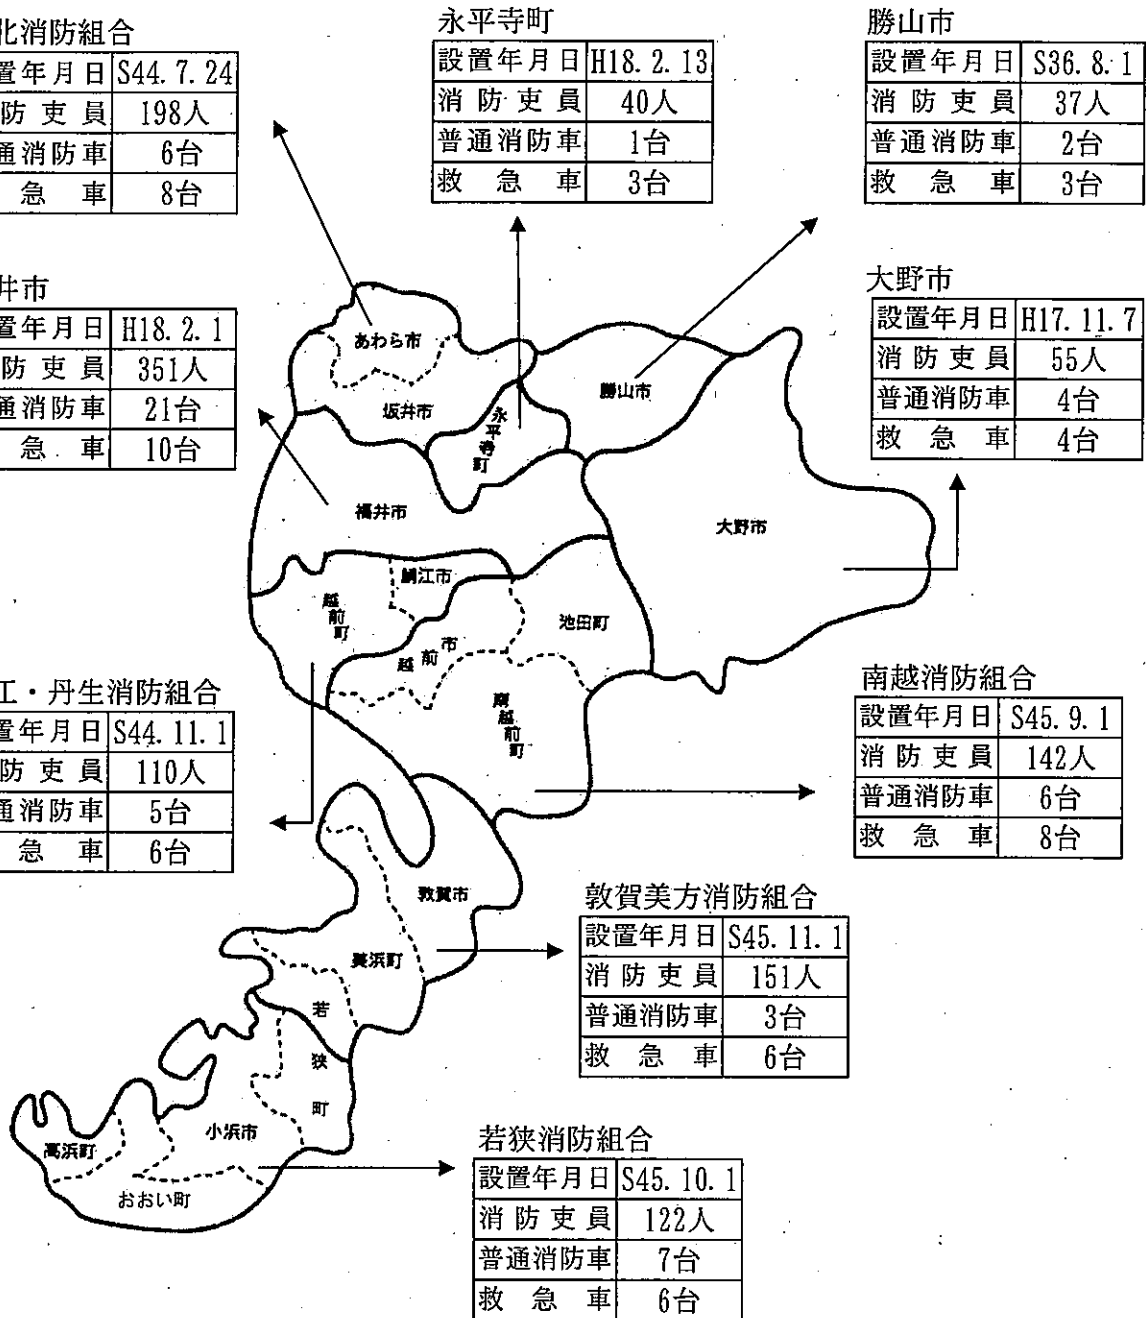 北消防組合
置年月日 S44. 7. 24
防吏員 198人
通消防車 6台
急車 8台
永平寺町
設置年月日 H18. 2. 13
消防吏員 40人
普通消防車 1台
救急車 3台
勝山市
設置年月日 S36. 8. 1
消防吏員 37人
普通消防車 2台
救急車 3台
井市
置年月日 H18. 2. 1
防吏員 351人
通消防車 21台
急車 10台
大野市
設置年月日 H17. 11. 7
消防吏員 55人
普通消防車 4台
救急車 4台
あわら市
坂井市
永平寺町
勝山市
福井市
大野市
鯖江市
越前町
池田町
越前市
南越前町
江・丹生消防組合
置年月日 S44. 11. 1
防吏員 110人
通消防車 5台
急車 6台
南越消防組合
設置年月日 S45. 9. 1
消防吏員 142人
普通消防車 6台
救急車 8台
敦賀市
美浜町
若狭町
敦賀美方消防組合
設置年月日 S45. 11. 1
消防吏員 151人
普通消防車 3台
救急車 6台
小浜市
高浜町
おおい町
若狭消防組合
設置年月日 S45. 10. 1
消防吏員 122人
普通消防車 7台
救急車 6台